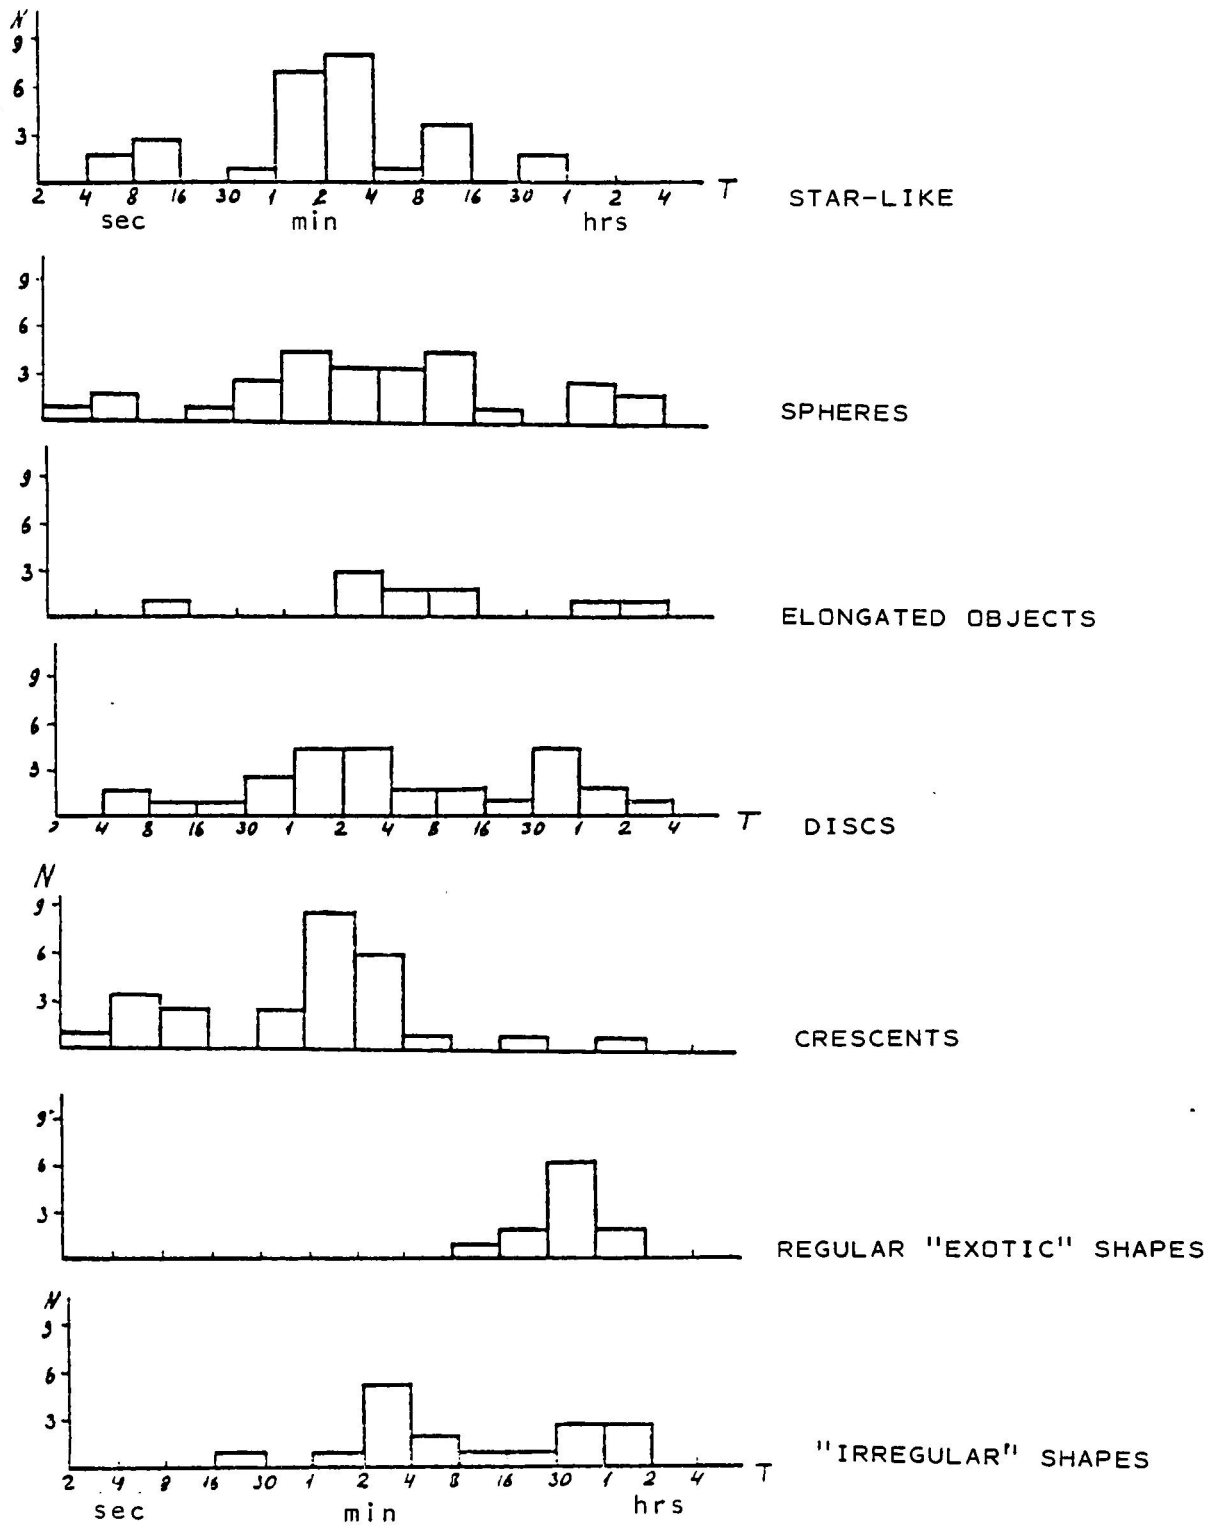 N
9
6
3
2 4 8 16 30 1 2 4 8 16 30 1 2 4 T
sec min hrs
STAR-LIKE
9
6
3
SPHERES
9
6
3
ELONGATED OBJECTS
9
6
3
2 4 8 16 30 1 2 4 8 16 30 1 2 4 T
DISCS
N
9
6
3
CRESCENTS
9
6
3
REGULAR "EXOTIC" SHAPES
N
9
6
3
2 4 8 16 30 1 2 4 8 16 30 1 2 4 T
sec min hrs
"IRREGULAR" SHAPES